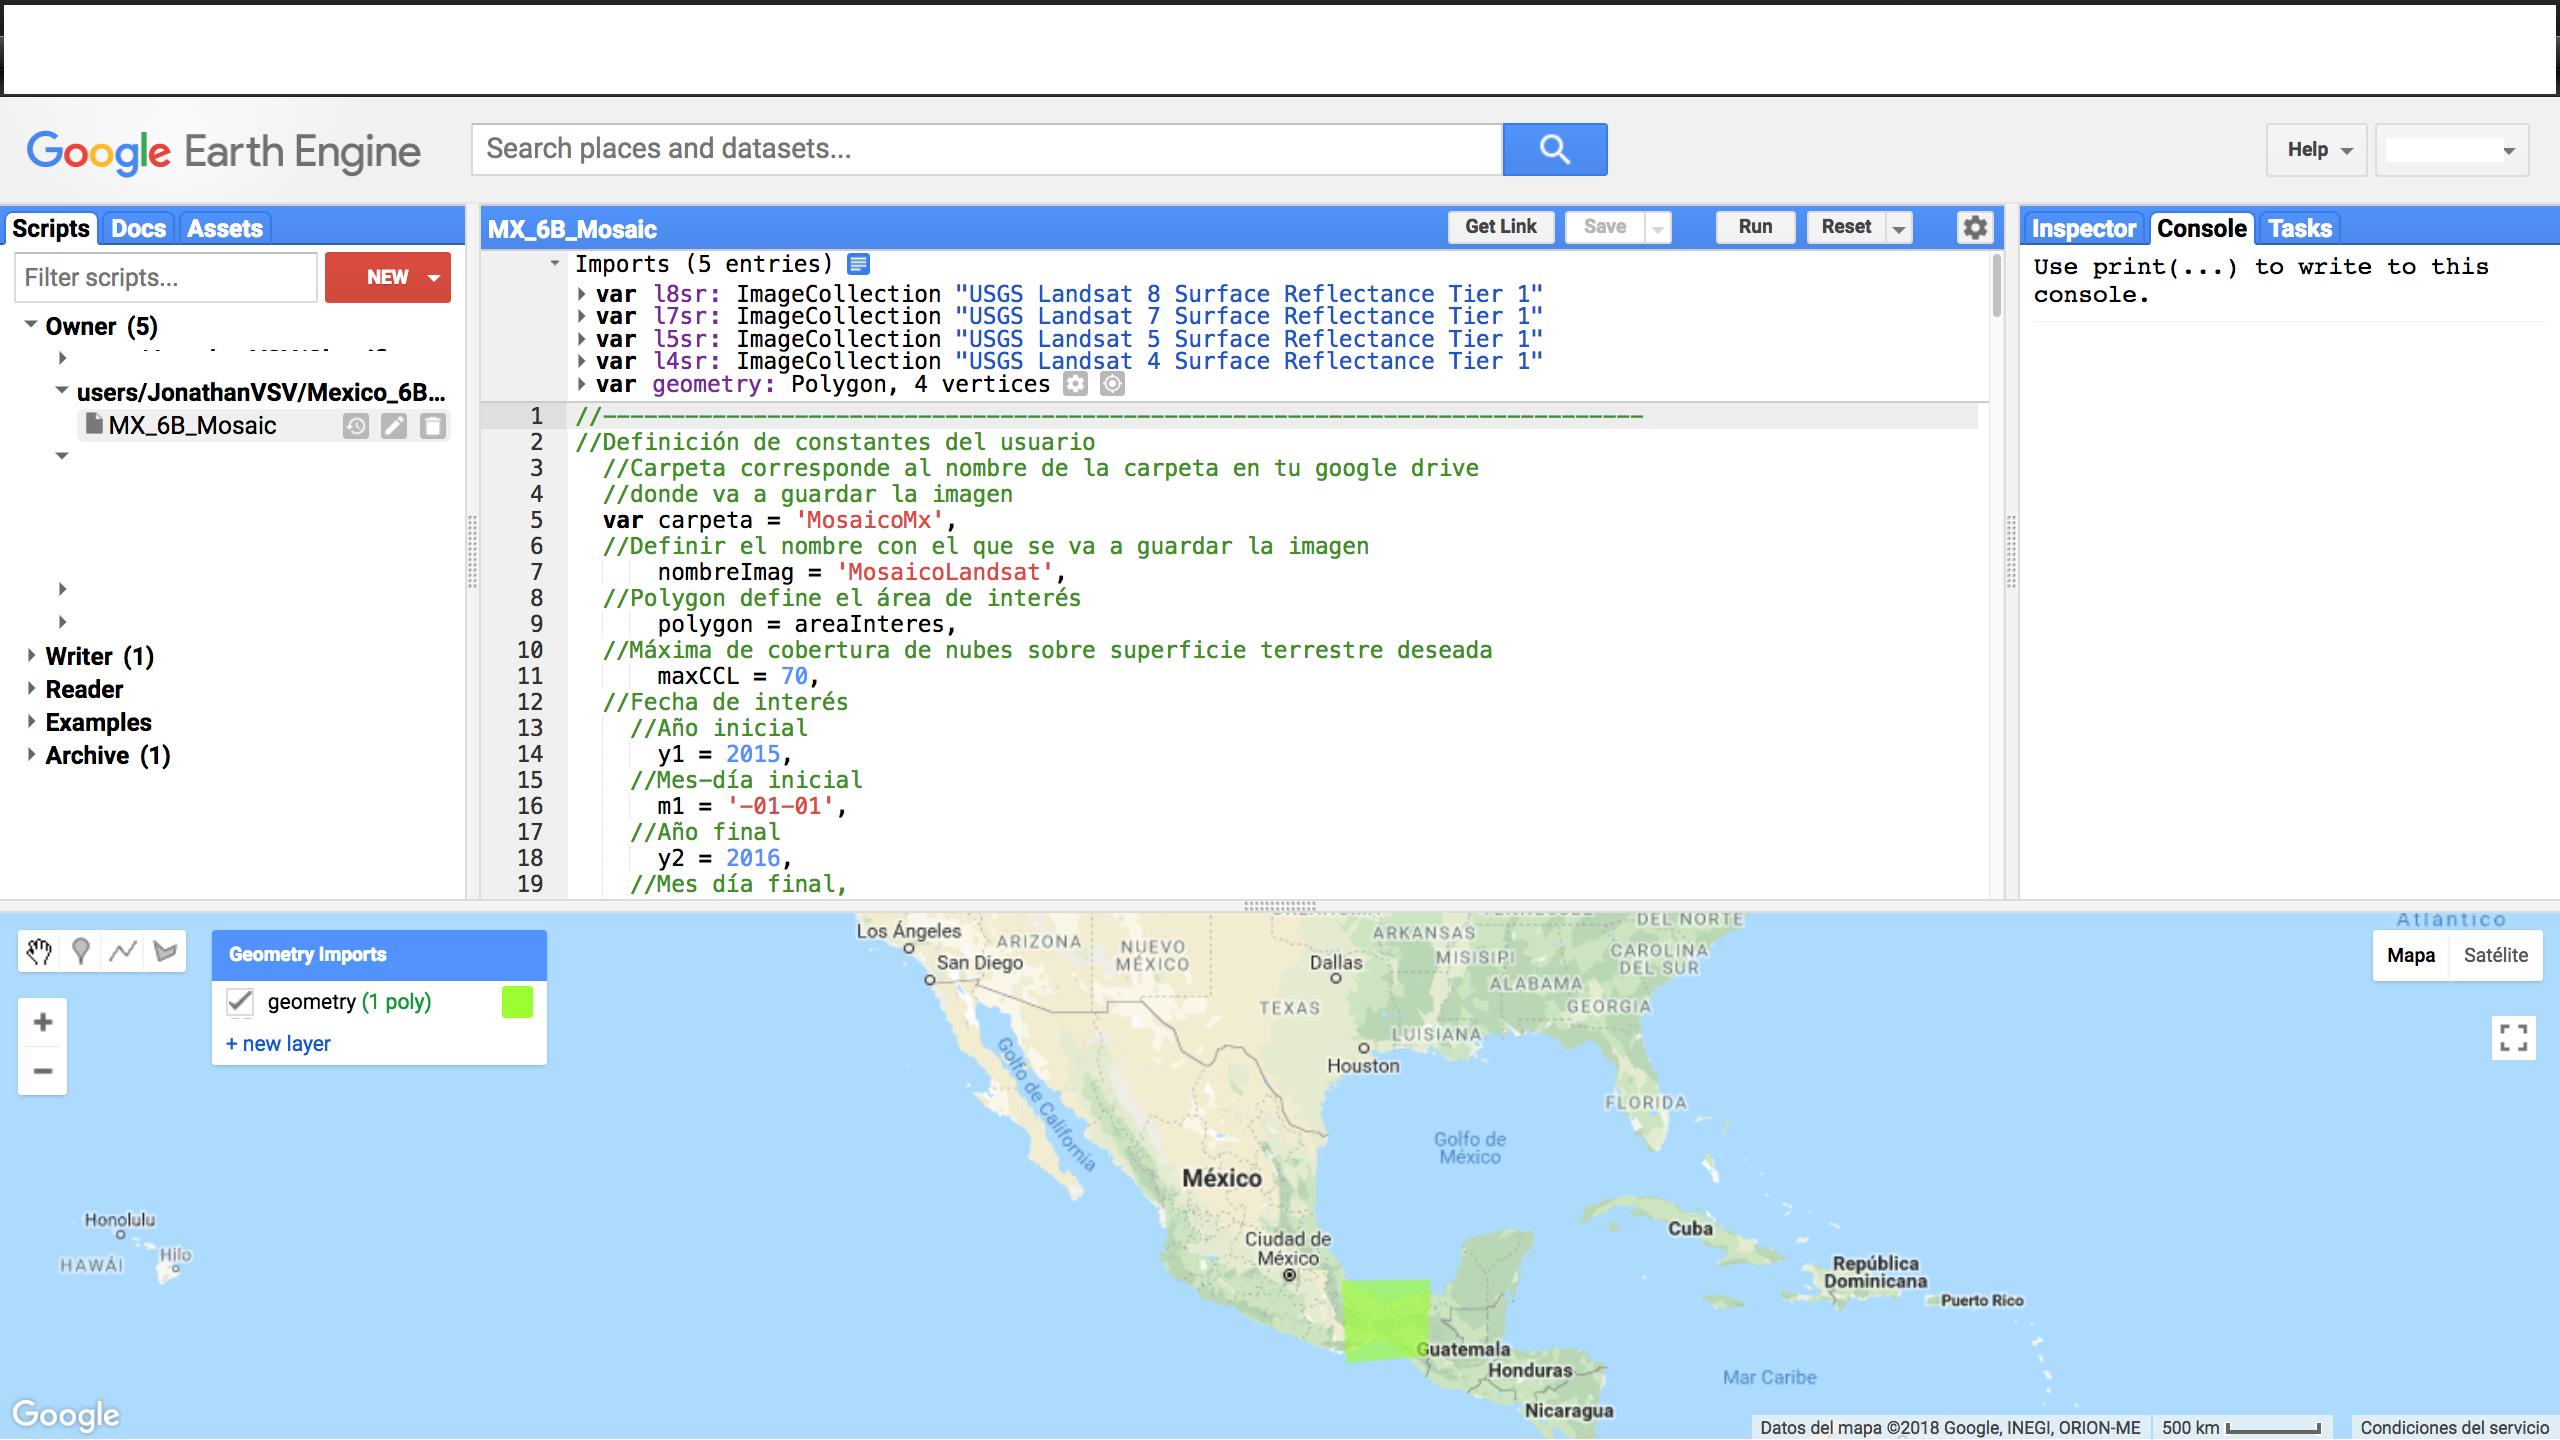 Google Earth Engine
Search places and datasets...
Help
Scripts Docs Assets
Filter scripts...
NEW
Owner (5)
users/JonathanVSV/Mexico_6B...
MX_6B_Mosaic
Writer (1)
Reader
Examples
Archive (1)
MX_6B_Mosaic
Get Link Save Run Reset
Imports (5 entries)
var l8sr: ImageCollection "USGS Landsat 8 Surface Reflectance Tier 1"
var l7sr: ImageCollection "USGS Landsat 7 Surface Reflectance Tier 1"
var l5sr: ImageCollection "USGS Landsat 5 Surface Reflectance Tier 1"
var l4sr: ImageCollection "USGS Landsat 4 Surface Reflectance Tier 1"
var geometry: Polygon, 4 vertices
1 //----------------------------------------------------------------------------
2 //Definición de constantes del usuario
3 //Carpeta corresponde al nombre de la carpeta en tu google drive
4 //donde va a guardar la imagen
5 var carpeta = 'MosaicoMx',
6 //Definir el nombre con el que se va a guardar la imagen
7 nombreImag = 'MosaicoLandsat',
8 //Polygon define el área de interés
9 polygon = areaInteres,
10 //Máxima de cobertura de nubes sobre superficie terrestre deseada
11 maxCCL = 70,
12 //Fecha de interés
13 //Año inicial
14 y1 = 2015,
15 //Mes-día inicial
16 m1 = '-01-01',
17 //Año final
18 y2 = 2016,
19 //Mes día final,
Inspector Console Tasks
Use print(...) to write to this
console.
Geometry Imports
geometry (1 poly)
+ new layer
+
−
Mapa Satélite
Atlántico
Los Ángeles
San Diego
ARIZONA
NUEVO
MÉXICO
Dallas
TEXAS
ARKANSAS
MISISIPI
ALABAMA
GEORGIA
DEL NORTE
CAROLINA
DEL SUR
LUISIANA
Houston
FLORIDA
Golfo de California
Golfo de
México
México
Ciudad de
México
Honolulu
HAWÁI
Hilo
Cuba
República
Dominicana
Puerto Rico
Guatemala
Honduras
Nicaragua
Mar Caribe
Google
Datos del mapa ©2018 Google, INEGI, ORION-ME
500 km
Condiciones del servicio